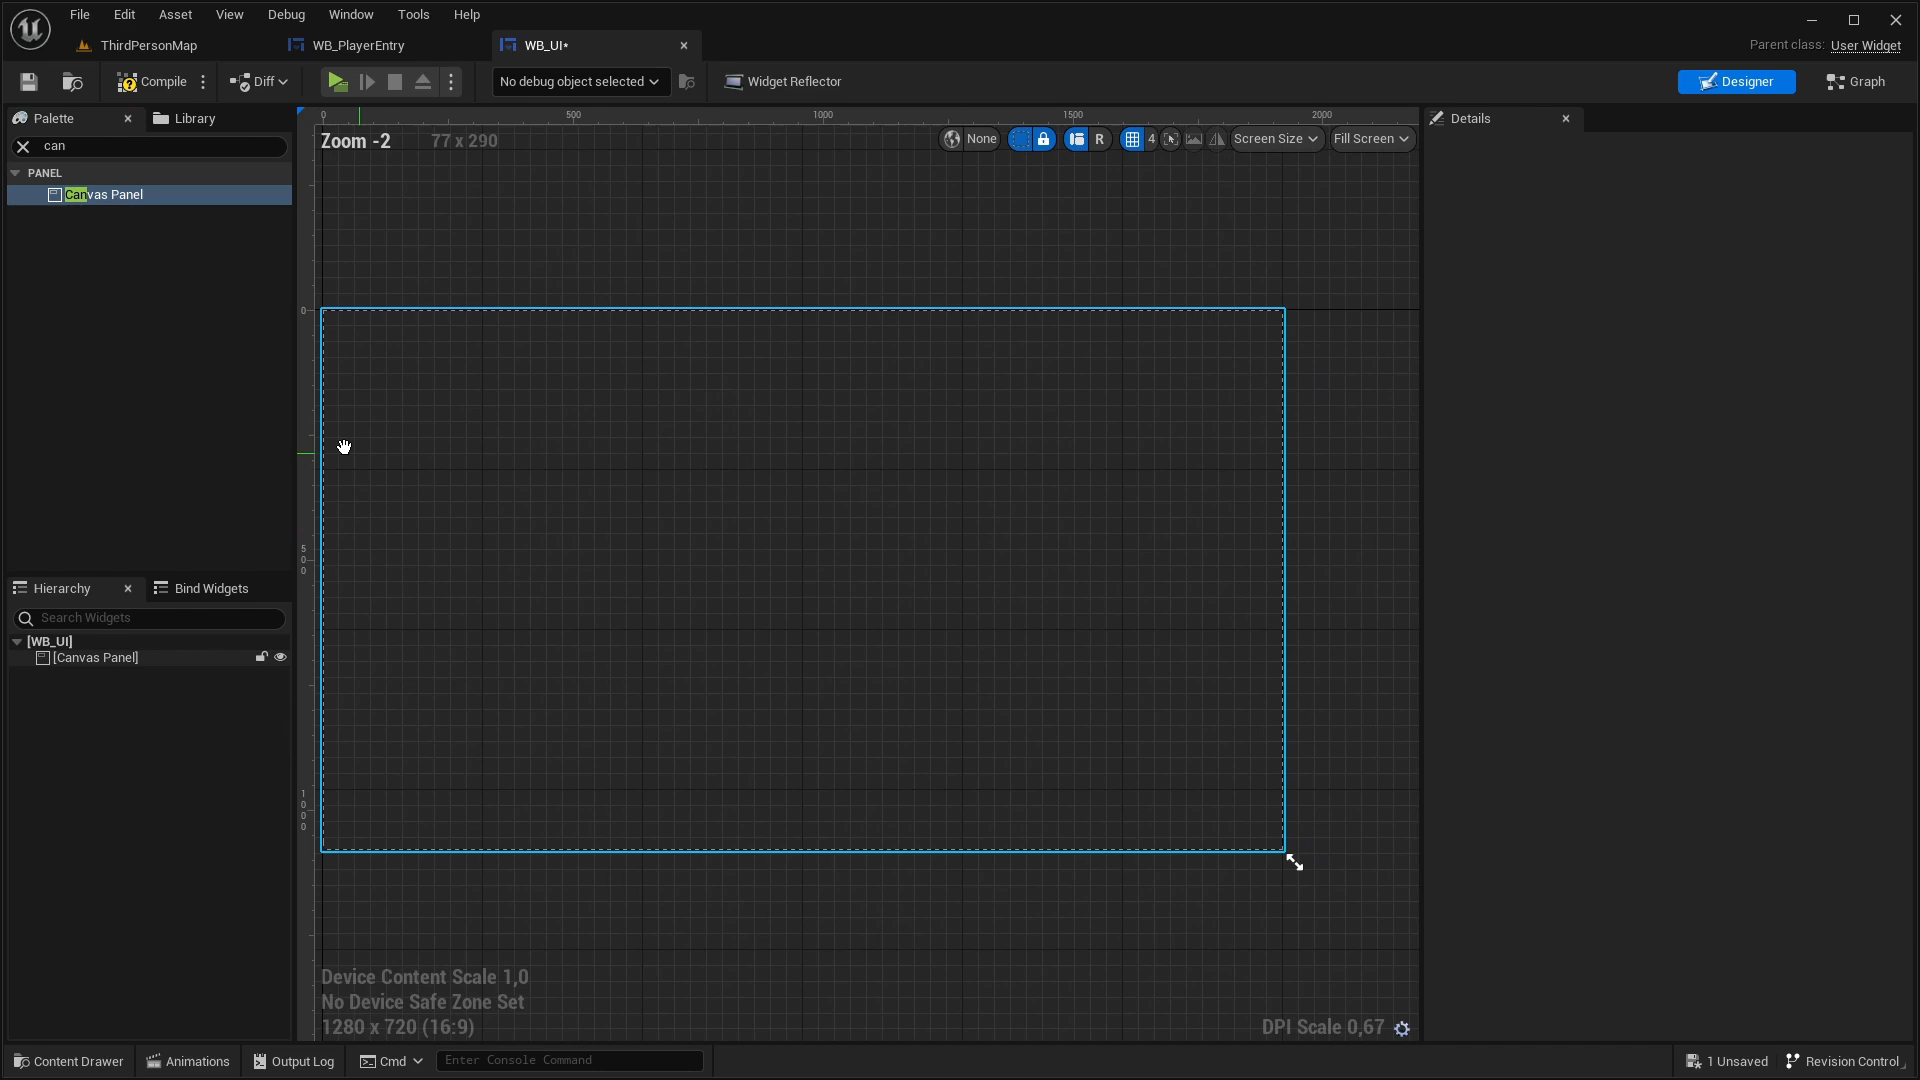 File Edit Asset View Debug Window Tools Help
ThirdPersonMap WB_PlayerEntry WB_UI*
Parent class: User Widget
Compile Diff No debug object selected Widget Reflector Designer Graph
Palette Library Details
can
PANEL
Canvas Panel
0 500 1000 1500 2000
Zoom -2 77 x 290 None R 4 Screen Size Fill Screen
0
500
1000
Hierarchy Bind Widgets
Search Widgets
[WB_UI]
[Canvas Panel]
Device Content Scale 1,0
No Device Safe Zone Set
1280 x 720 (16:9) DPI Scale 0,67
Content Drawer Animations Output Log Cmd Enter Console Command 1 Unsaved Revision Control